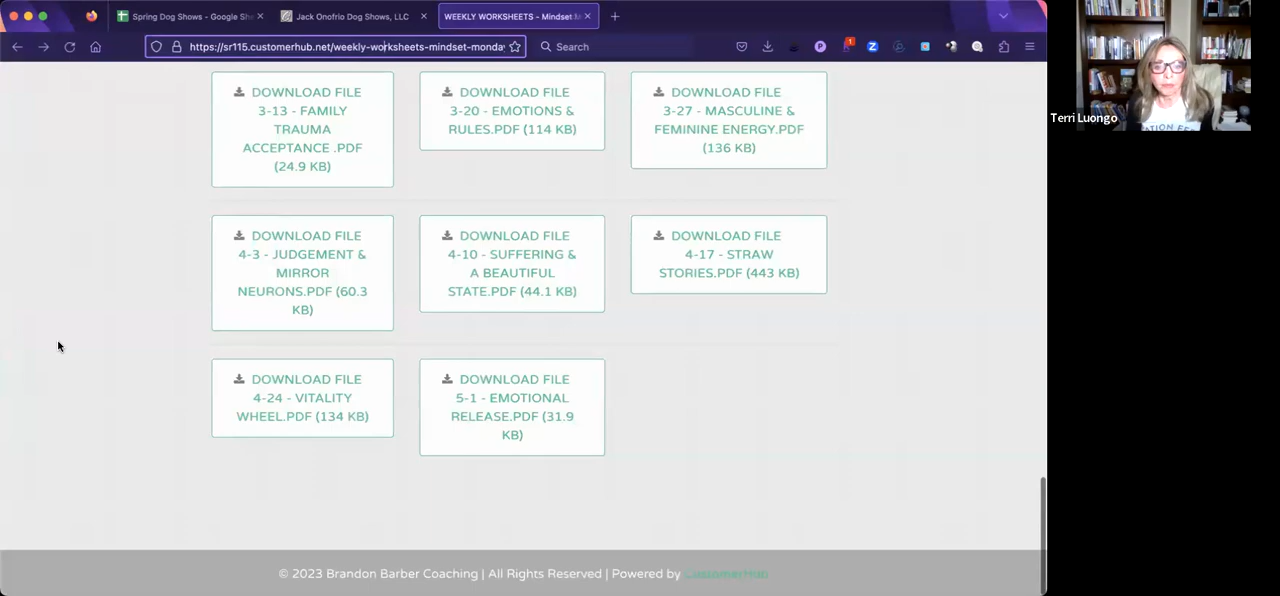 Spring Dog Shows - Google Sh
Jack Onofrio Dog Shows, LLC
WEEKLY WORKSHEETS - Mindset M
https://sr115.customerhub.net/weekly-worksheets-mindset-monday
Search
1
Terri Luongo
DOWNLOAD FILE
3-13 - FAMILY
TRAUMA
ACCEPTANCE .PDF
(24.9 KB)
DOWNLOAD FILE
3-20 - EMOTIONS &
RULES.PDF (114 KB)
DOWNLOAD FILE
3-27 - MASCULINE &
FEMININE ENERGY.PDF
(136 KB)
DOWNLOAD FILE
4-3 - JUDGEMENT &
MIRROR
NEURONS.PDF (60.3
KB)
DOWNLOAD FILE
4-10 - SUFFERING &
A BEAUTIFUL
STATE.PDF (44.1 KB)
DOWNLOAD FILE
4-17 - STRAW
STORIES.PDF (443 KB)
DOWNLOAD FILE
4-24 - VITALITY
WHEEL.PDF (134 KB)
DOWNLOAD FILE
5-1 - EMOTIONAL
RELEASE.PDF (31.9
KB)
© 2023 Brandon Barber Coaching | All Rights Reserved | Powered by CustomerHub